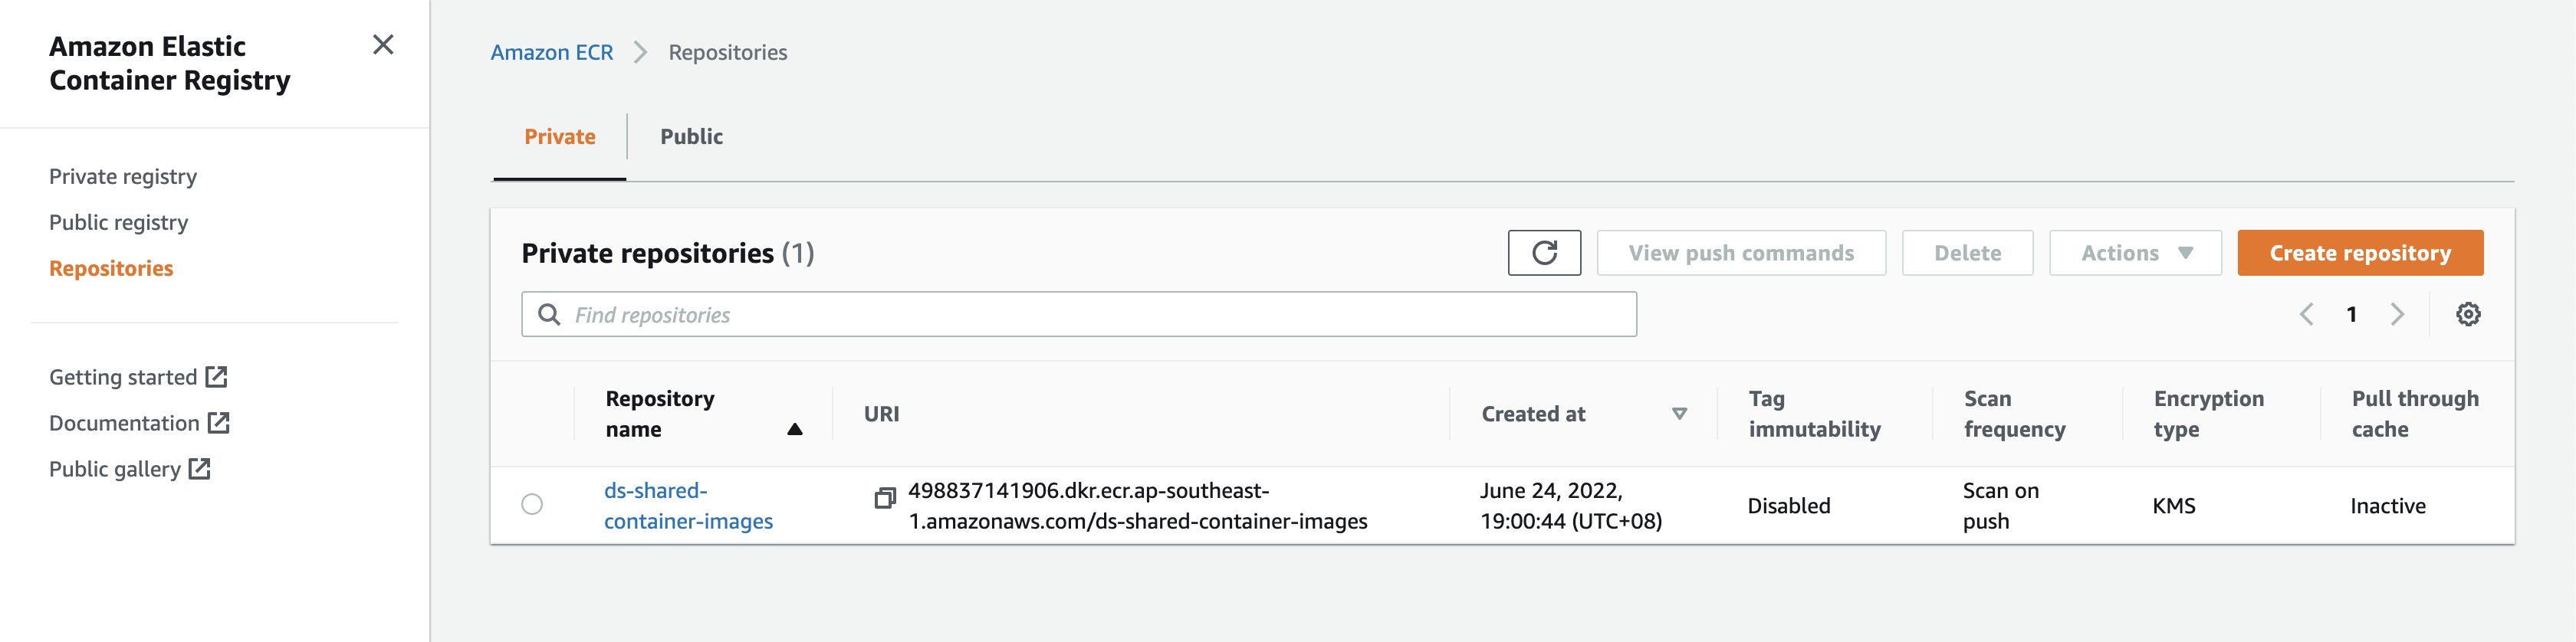 Amazon Elastic
Container Registry
Private registry
Public registry
Repositories
Getting started
Documentation
Public gallery
Amazon ECR
Repositories
Private
Public
Private repositories (1)
View push commands
Delete
Actions
Create repository
Find repositories
1
Repository
name
URI
Created at
Tag
immutability
Scan
frequency
Encryption
type
Pull through
cache
ds-shared-
container-images
498837141906.dkr.ecr.ap-southeast-
1.amazonaws.com/ds-shared-container-images
June 24, 2022,
19:00:44 (UTC+08)
Disabled
Scan on
push
KMS
Inactive